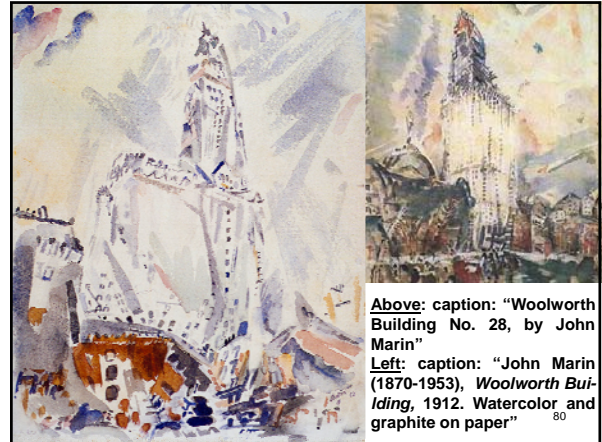 Above: caption: “Woolworth
Building No. 28, by John
Marin”
Left: caption: “John Marin
(1870-1953), Woolworth Bui-
lding, 1912. Watercolor and
graphite on paper” 80